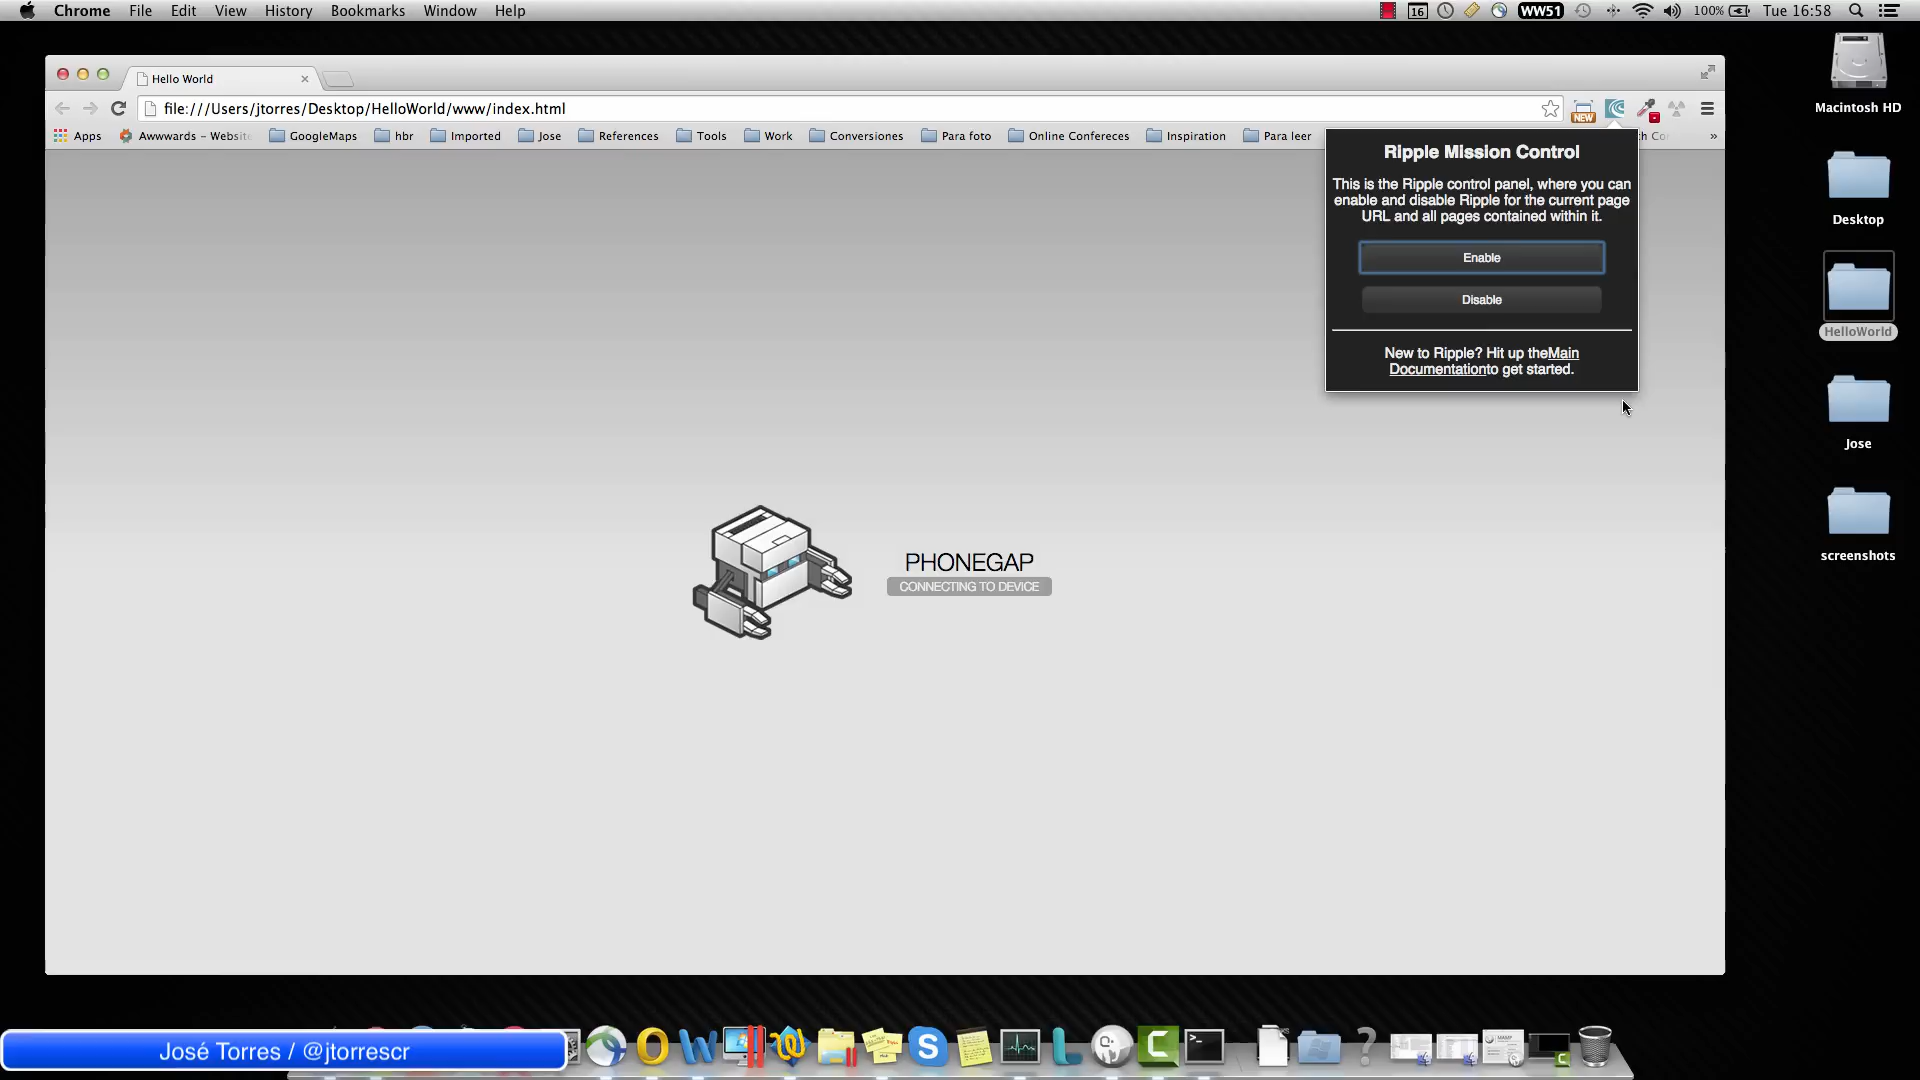 Chrome File Edit View History Bookmarks Window Help
16 WW51 100% Tue 16:58
Hello World
file:///Users/jtorres/Desktop/HelloWorld/www/index.html
NEW
Apps Awwwards – Websit GoogleMaps hbr Imported Jose References Tools Work Conversiones Para foto Online Confereces Inspiration Para leer »
Ripple Mission Control
This is the Ripple control panel, where you can
enable and disable Ripple for the current page
URL and all pages contained within it.
Enable
Disable
New to Ripple? Hit up theMain
Documentationto get started.
PHONEGAP
CONNECTING TO DEVICE
Macintosh HD
Desktop
HelloWorld
Jose
screenshots
José Torres / @jtorrescr